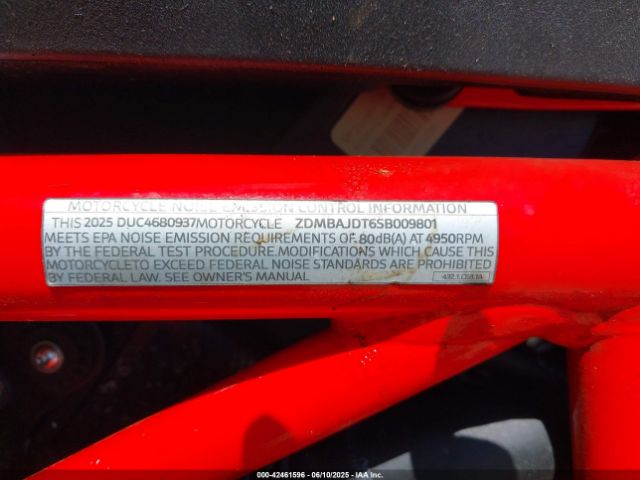 MOTORCYCLE NOISE EMISSION CONTROL INFORMATION
THIS 2025 DUC4680937MOTORCYCLE ZDMBAJDT6SB009801
MEETS EPA NOISE EMISSION REQUIREMENTS OF 80dB(A) AT 4950RPM
BY THE FEDERAL TEST PROCEDURE.MODIFICATIONS WHICH CAUSE THIS
MOTORCYCLETO EXCEED FEDERAL NOISE STANDARDS ARE PROHIBITED
BY FEDERAL LAW. SEE OWNER'S MANUAL
000-42461596 - 06/10/2025 - IAA Inc.